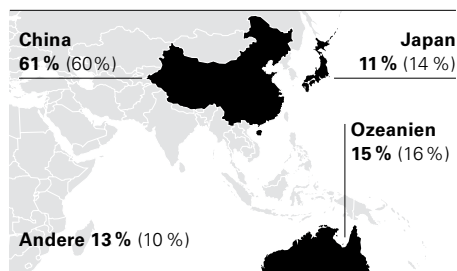 China
61 % (60 %)
Japan
11 % (14 %)
Ozeanien
15 % (16 %)
Andere 13 % (10 %)